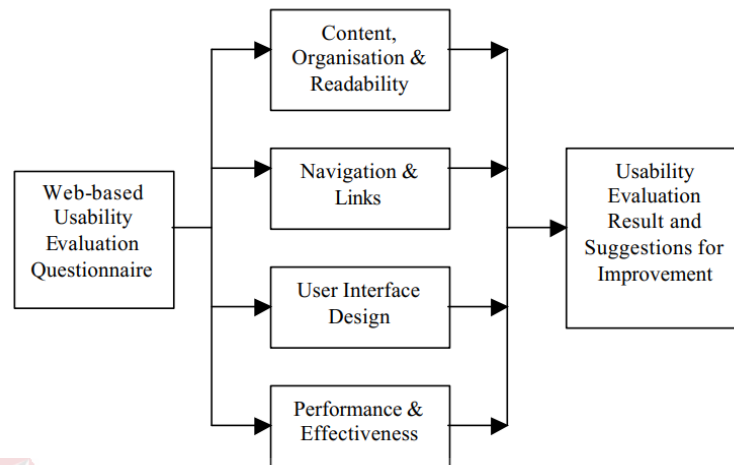 Web-based
Usability
Evaluation
Questionnaire
Content,
Organisation &
Readability
Navigation &
Links
User Interface
Design
Performance &
Effectiveness
Usability
Evaluation
Result and
Suggestions for
Improvement